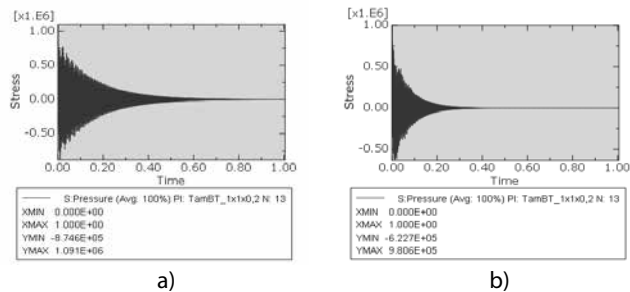 [x1.E6]
1.00
0.50
0.00
-0.50
Stress
0.00 0.20 0.40 0.60 0.80 1.00
Time
S:Pressure (Avg: 100%) PI: TamBT_1x1x0,2 N: 13
XMIN 0.000E+00
XMAX 1.000E+00
YMIN -8.746E+05
YMAX 1.091E+06
a)
[x1.E6]
1.00
0.50
0.00
-0.50
Stress
0.00 0.20 0.40 0.60 0.80 1.00
Time
S:Pressure (Avg: 100%) PI: TamBT_1x1x0,2 N: 13
XMIN 0.000E+00
XMAX 1.000E+00
YMIN -6.227E+05
YMAX 9.806E+05
b)